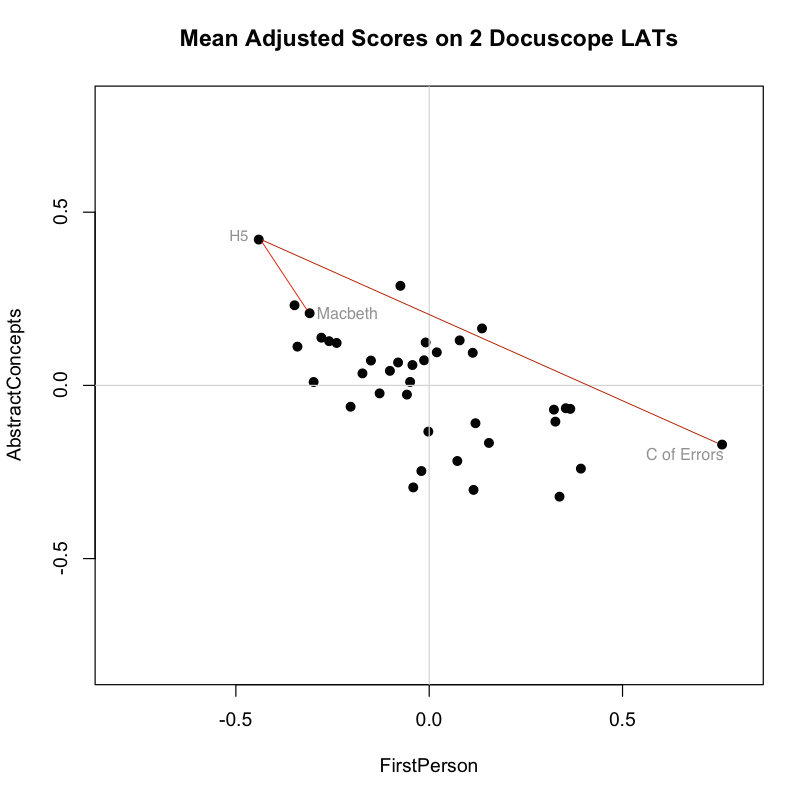 Mean Adjusted Scores on 2 Docuscope LATs
AbstractConcepts
0.5
0.0
-0.5
H5
Macbeth
C of Errors
-0.5
0.0
0.5
FirstPerson